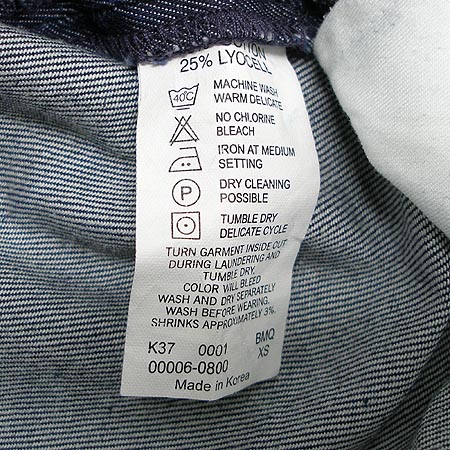 25% LYOCELL
40°C
MACHINE WASH
WARM DELICATE
NO CHLORINE
BLEACH
IRON AT MEDIUM
SETTING
P
DRY CLEANING
POSSIBLE
TUMBLE DRY
DELICATE CYCLE
TURN GARMENT INSIDE OUT
DURING LAUNDERING AND
TUMBLE DRY.
COLOR WILL BLEED
WASH AND DRY SEPARATELY
WASH BEFORE WEARING.
SHRINKS APPROXIMATELY 3%.
K37 0001 BMQ
00006-0800 XS
Made in Korea